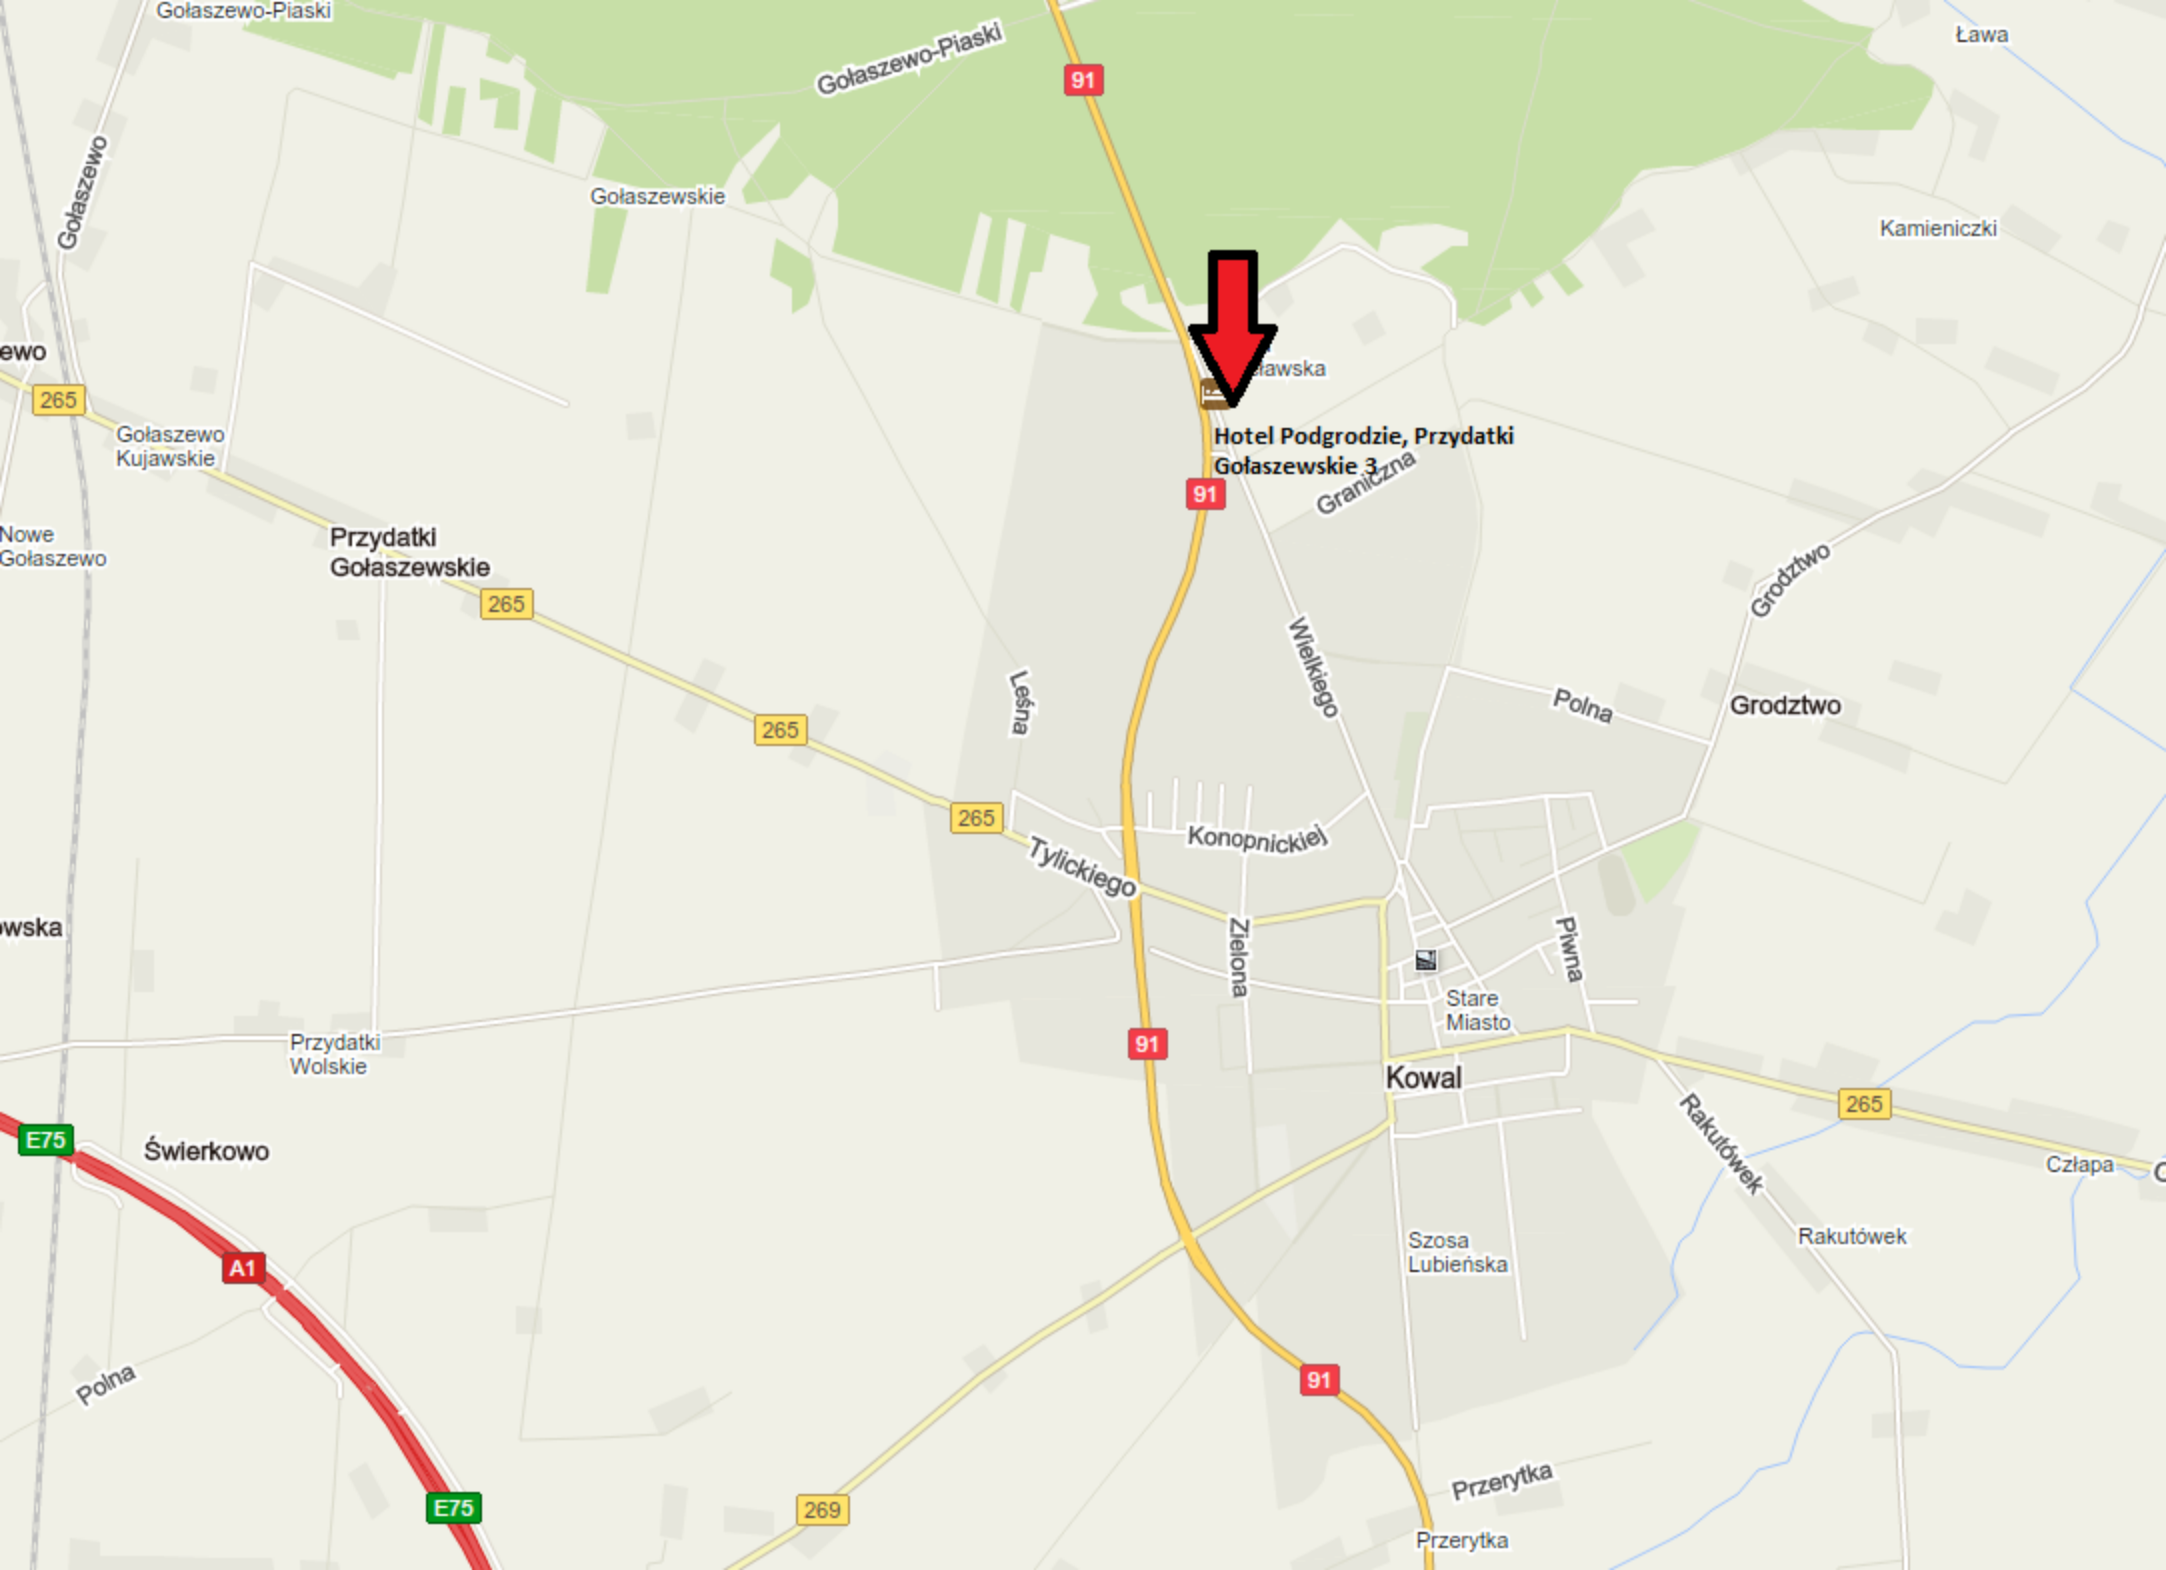 Gołaszewo-Piaski
Gołaszewo-Piaski
Ława
91
Gołaszewo
Gołaszewskie
Kamieniczki
ewo
265
ławska
Gołaszewo
Kujawskie
Hotel Podgrodzie, Przydatki
Gołaszewskie 3
Graniczna
91
Nowe
Gołaszewo
Przydatki
Gołaszewskie
265
Grodztwo
Wielkiego
Leśna
Polna
Grodztwo
265
265
Konopnickiej
Tylickiego
owska
Zielona
Piwna
Stare
Miasto
Przydatki
Wolskie
91
Kowal
265
E75
Świerkowo
Rakutówek
Człapa
Rakutówek
Szosa
Lubieńska
A1
Polna
91
E75
269
Przerytka
Przerytka